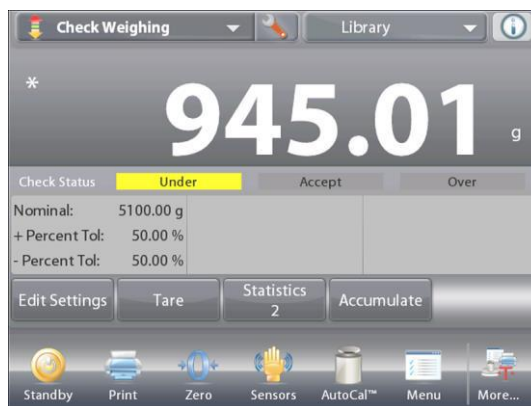 Check Weighing Library
*
945.01 g
Check Status Under Accept Over
Nominal: 5100.00 g
+ Percent Tol: 50.00 %
- Percent Tol: 50.00 %
Edit Settings Tare Statistics Accumulate
2
Standby Print Zero Sensors AutoCal™ Menu More...